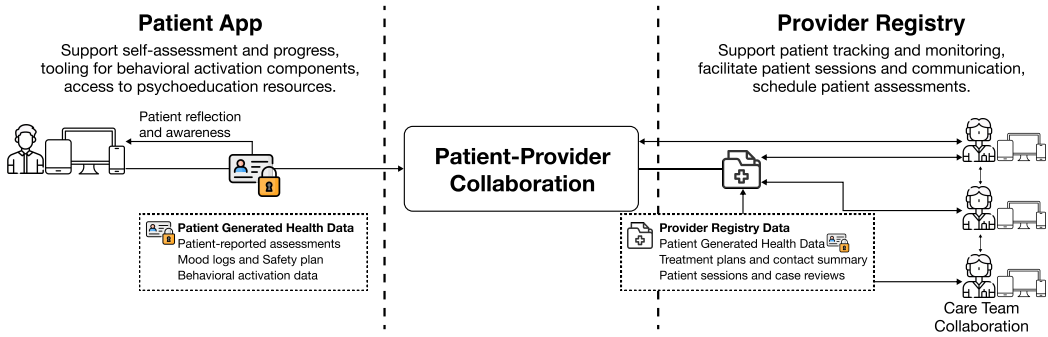 Patient App
Support self-assessment and progress,
tooling for behavioral activation components,
access to psychoeducation resources.
Patient reflection
and awareness
Patient Generated Health Data
Patient-reported assessments
Mood logs and Safety plan
Behavioral activation data
Patient-Provider
Collaboration
Provider Registry
Support patient tracking and monitoring,
facilitate patient sessions and communication,
schedule patient assessments.
Provider Registry Data
Patient Generated Health Data
Treatment plans and contact summary
Patient sessions and case reviews
Care Team
Collaboration